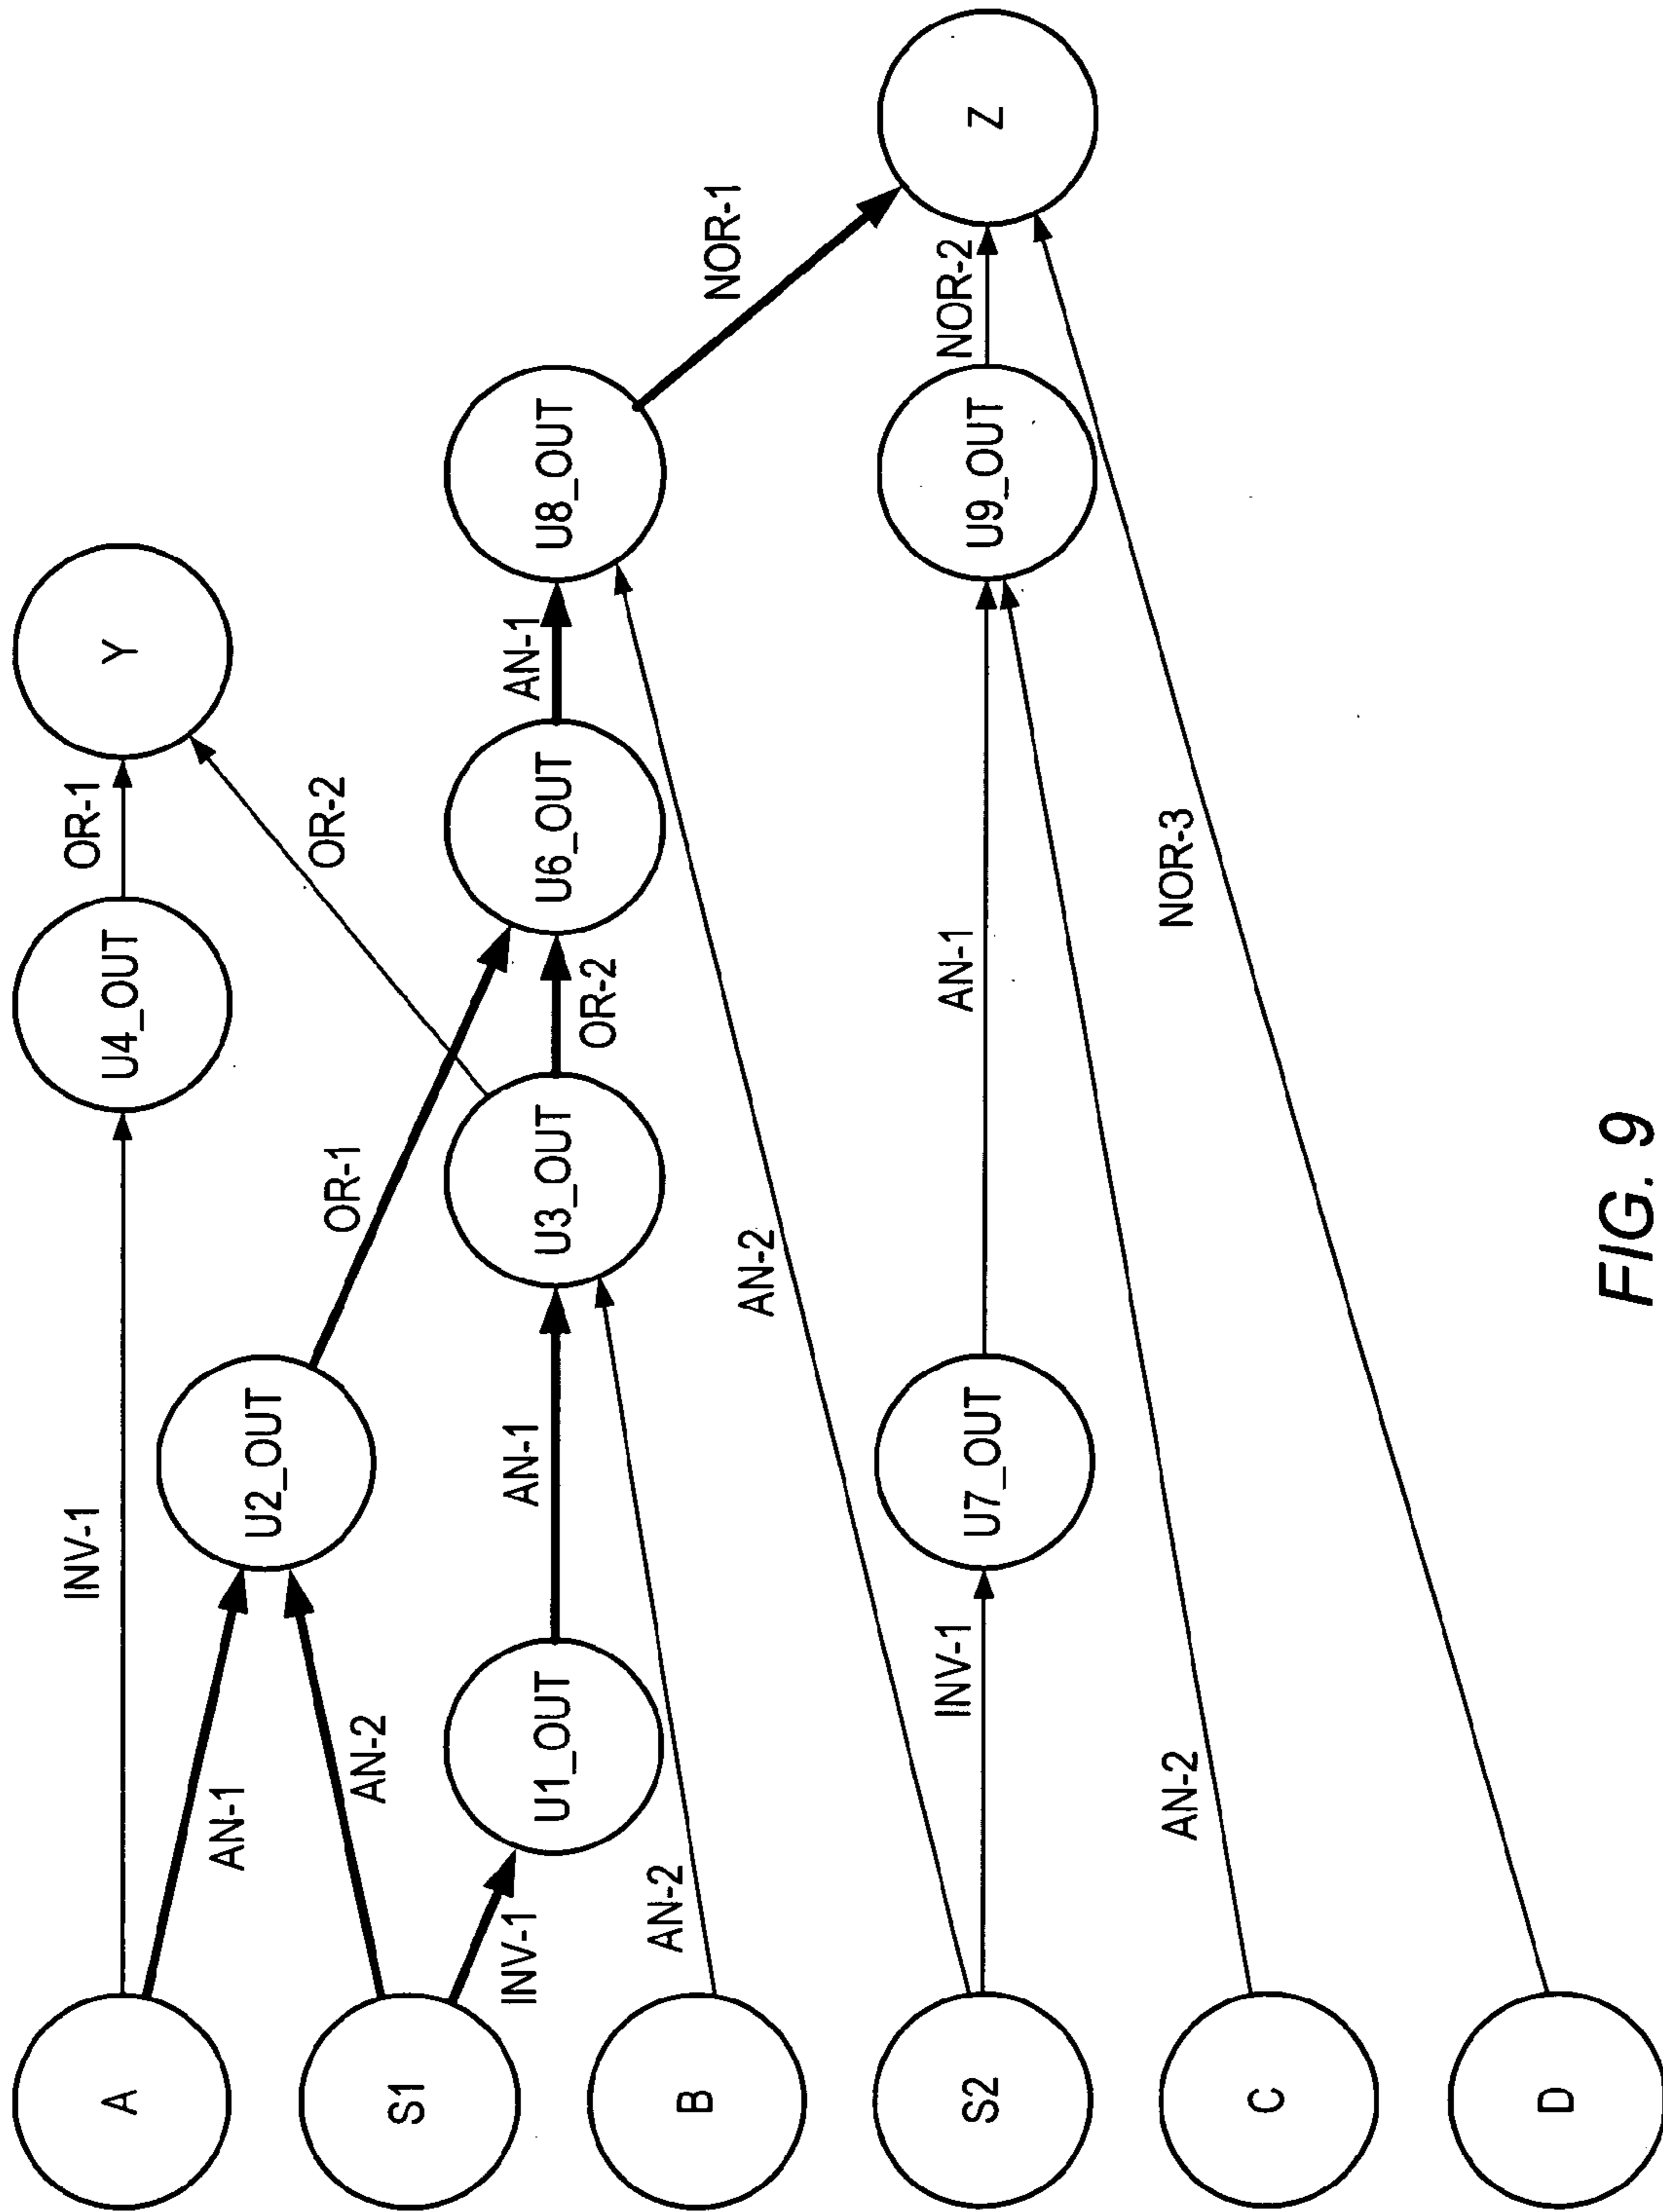 A
INV-1
U4_OUT
OR-1
Y
AN-1
U2_OUT
OR-1
OR-2
S1
AN-2
INV-1
U1_OUT
AN-1
U3_OUT
OR-2
U6_OUT
AN-1
U8_OUT
NOR-1
B
AN-2
AN-2
S2
INV-1
U7_OUT
AN-1
U9_OUT
NOR-2
Z
C
AN-2
NOR-3
D
FIG. 9